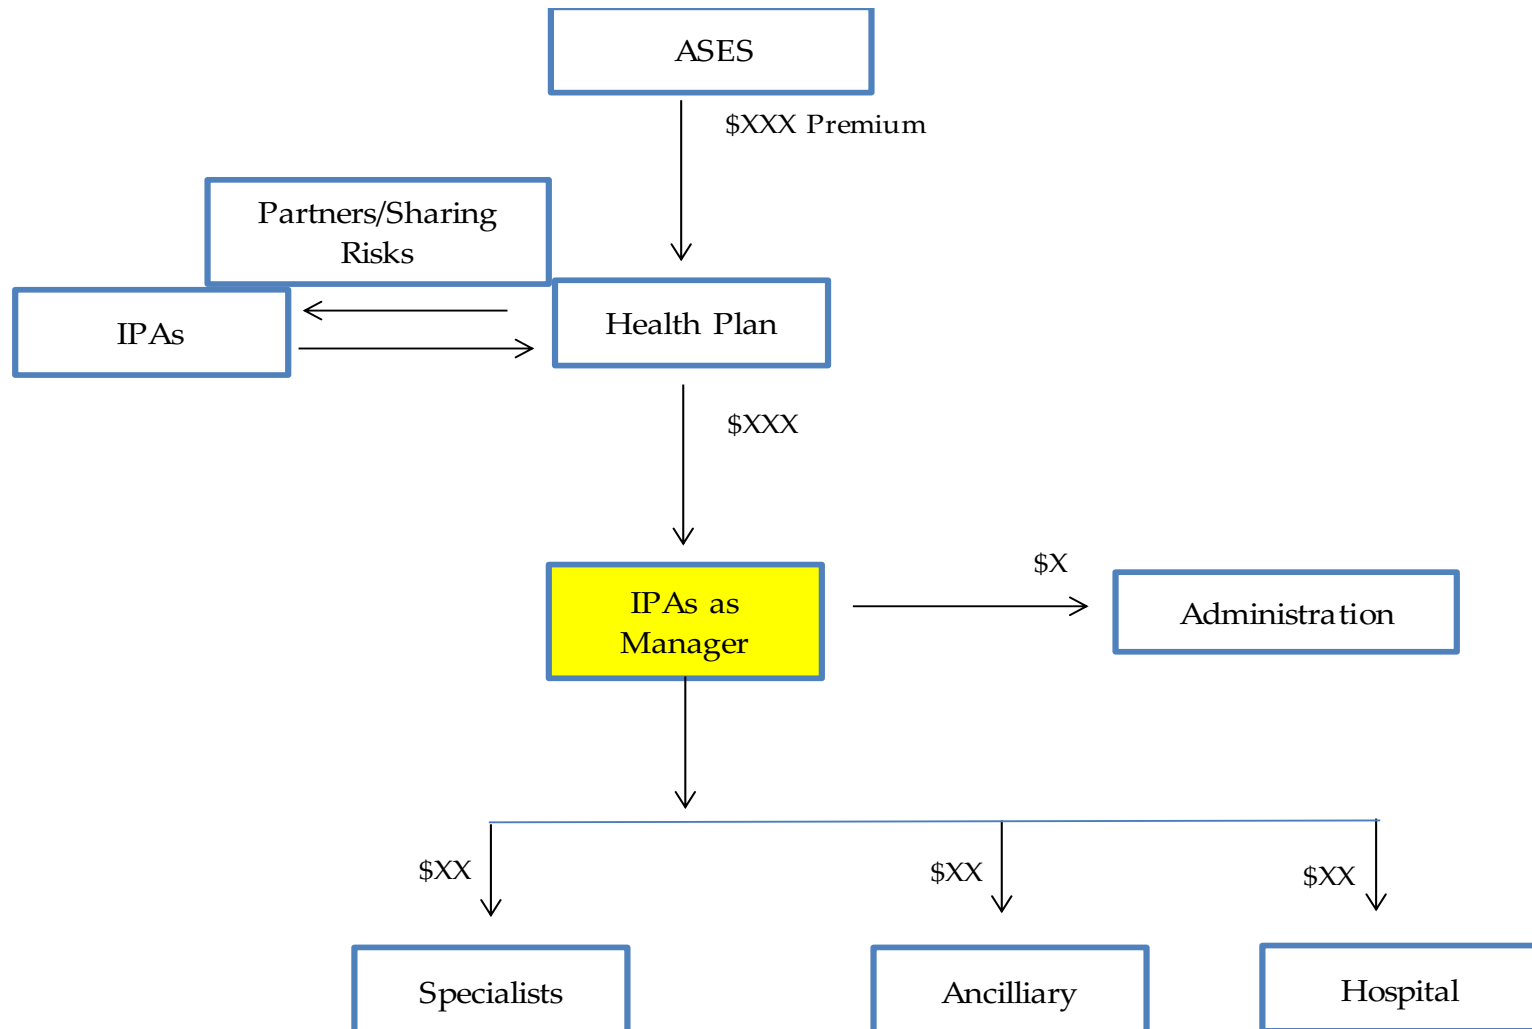 ASES
$XXX Premium
Partners/Sharing
Risks
IPAs
Health Plan
$XXX
IPAs as
Manager
$X
Administration
$XX
$XX
$XX
Specialists
Ancilliary
Hospital